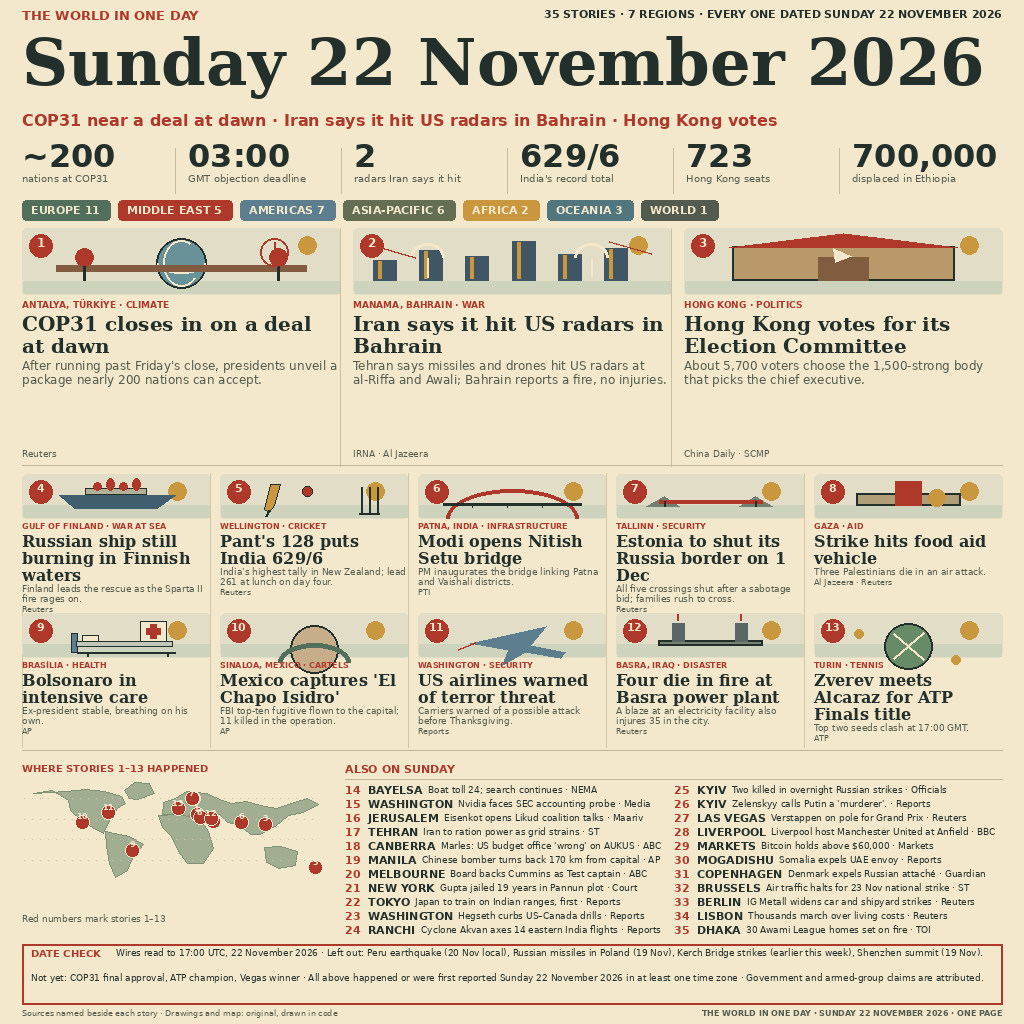 THE WORLD IN ONE DAY
35 STORIES · 7 REGIONS · EVERY ONE DATED SUNDAY 22 NOVEMBER 2026
Sunday 22 November 2026
COP31 near a deal at dawn · Iran says it hit US radars in Bahrain · Hong Kong votes
~200
nations at COP31
03:00
GMT objection deadline
2
radars Iran says it hit
629/6
India's record total
723
Hong Kong seats
700,000
displaced in Ethiopia
EUROPE 11
MIDDLE EAST 5
AMERICAS 7
ASIA-PACIFIC 6
AFRICA 2
OCEANIA 3
WORLD 1
1
ANTALYA, TÜRKİYE · CLIMATE
COP31 closes in on a deal
at dawn
After running past Friday's close, presidents unveil a
package nearly 200 nations can accept.
Reuters
2
MANAMA, BAHRAIN · WAR
Iran says it hit US radars in
Bahrain
Tehran says missiles and drones hit US radars at
al-Riffa and Awali; Bahrain reports a fire, no injuries.
IRNA · Al Jazeera
3
HONG KONG · POLITICS
Hong Kong votes for its
Election Committee
About 5,700 voters choose the 1,500-strong body
that picks the chief executive.
China Daily · SCMP
4
GULF OF FINLAND · WAR AT SEA
Russian ship still
burning in Finnish
waters
Finland leads the rescue as the Sparta II
fire rages on.
Reuters
5
WELLINGTON · CRICKET
Pant's 128 puts
India 629/6
India's highest tally in New Zealand; lead
261 at lunch on day four.
Reuters
6
PATNA, INDIA · INFRASTRUCTURE
Modi opens Nitish
Setu bridge
PM inaugurates the bridge linking Patna
and Vaishali districts.
PTI
7
TALLINN · SECURITY
Estonia to shut its
Russia border on 1
Dec
All five crossings shut after a sabotage
bid; families rush to cross.
Reuters
8
GAZA · AID
Strike hits food aid
vehicle
Three Palestinians die in an air attack.
Al Jazeera · Reuters
9
BRASÍLIA · HEALTH
Bolsonaro in
intensive care
Ex-president stable, breathing on his
own.
AP
10
SINALOA, MEXICO · CARTELS
Mexico captures 'El
Chapo Isidro'
FBI top-ten fugitive flown to the capital;
11 killed in the operation.
AP
11
WASHINGTON · SECURITY
US airlines warned
of terror threat
Carriers warned of a possible attack
before Thanksgiving.
Reports
12
BASRA, IRAQ · DISASTER
Four die in fire at
Basra power plant
A blaze at an electricity facility also
injures 35 in the city.
Reuters
13
TURIN · TENNIS
Zverev meets
Alcaraz for ATP
Finals title
Top two seeds clash at 17:00 GMT.
ATP
WHERE STORIES 1–13 HAPPENED
Red numbers mark stories 1–13
ALSO ON SUNDAY
14 BAYELSA Boat toll 24; search continues · NEMA
15 WASHINGTON Nvidia faces SEC accounting probe · Media
16 JERUSALEM Eisenkot opens Likud coalition talks · Maariv
17 TEHRAN Iran to ration power as grid strains · ST
18 CANBERRA Marles: US budget office 'wrong' on AUKUS · ABC
19 MANILA Chinese bomber turns back 170 km from capital · AP
20 MELBOURNE Board backs Cummins as Test captain · ABC
21 NEW YORK Gupta jailed 19 years in Pannun plot · Court
22 TOKYO Japan to train on Indian ranges, first · Reports
23 WASHINGTON Hegseth curbs US–Canada drills · Reports
24 RANCHI Cyclone Akvan axes 14 eastern India flights · Reports
25 KYIV Two killed in overnight Russian strikes · Officials
26 KYIV Zelenskyy calls Putin a 'murderer'. · Reports
27 LAS VEGAS Verstappen on pole for Grand Prix · Reuters
28 LIVERPOOL Liverpool host Manchester United at Anfield · BBC
29 MARKETS Bitcoin holds above $60,000 · Markets
30 MOGADISHU Somalia expels UAE envoy · Reports
31 COPENHAGEN Denmark expels Russian attaché · Guardian
32 BRUSSELS Air traffic halts for 23 Nov national strike · ST
33 BERLIN IG Metall widens car and shipyard strikes · Reuters
34 LISBON Thousands march over living costs · Reuters
35 DHAKA 30 Awami League homes set on fire · TOI
DATE CHECK Wires read to 17:00 UTC, 22 November 2026 · Left out: Peru earthquake (20 Nov local), Russian missiles in Poland (19 Nov), Kerch Bridge strikes (earlier this week), Shenzhen summit (19 Nov).
Not yet: COP31 final approval, ATP champion, Vegas winner · All above happened or were first reported Sunday 22 November 2026 in at least one time zone · Government and armed-group claims are attributed.
Sources named beside each story · Drawings and map: original, drawn in code
THE WORLD IN ONE DAY · SUNDAY 22 NOVEMBER 2026 · ONE PAGE